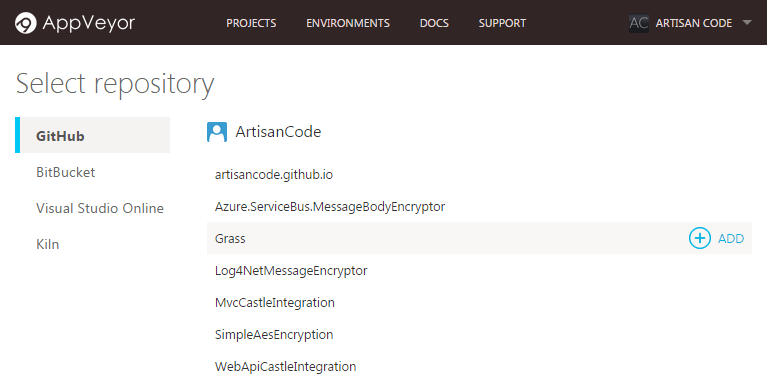 AppVeyor PROJECTS ENVIRONMENTS DOCS SUPPORT AC ARTISAN CODE
Select repository
GitHub
BitBucket
Visual Studio Online
Kiln
ArtisanCode
artisancode.github.io
Azure.ServiceBus.MessageBodyEncryptor
Grass ADD
Log4NetMessageEncryptor
MvcCastleIntegration
SimpleAesEncryption
WebApiCastleIntegration